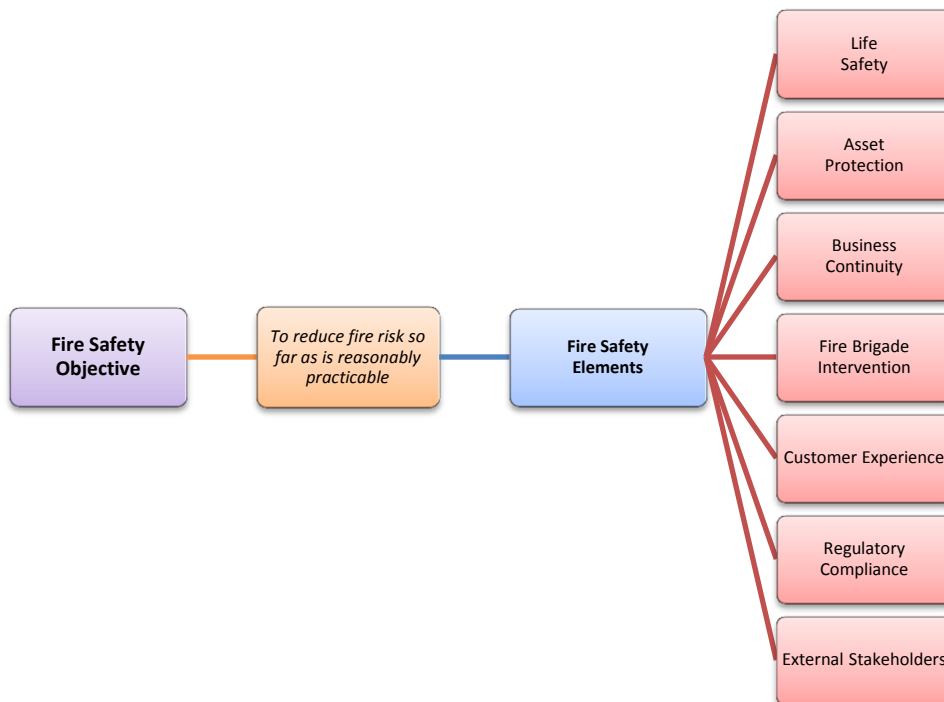 Fire Safety
Objective
To reduce fire risk so
far as is reasonably
practicable
Fire Safety
Elements
Life
Safety
Asset
Protection
Business
Continuity
Fire Brigade
Intervention
Customer Experience
Regulatory
Compliance
External Stakeholders